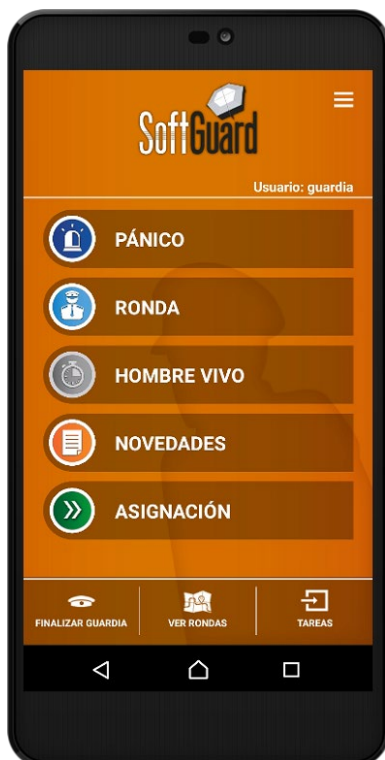 SoftGuard
Usuario: guardia
PÁNICO
RONDA
HOMBRE VIVO
NOVEDADES
ASIGNACIÓN
FINALIZAR GUARDIA
VER RONDAS
TAREAS